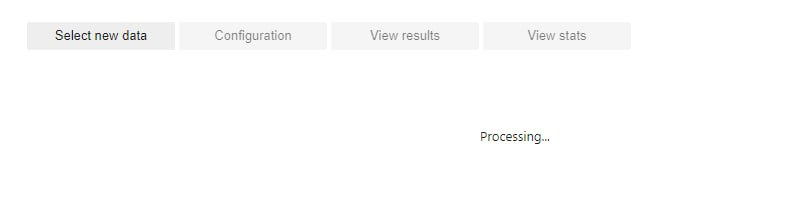 Select new data Configuration View results View stats
Processing...